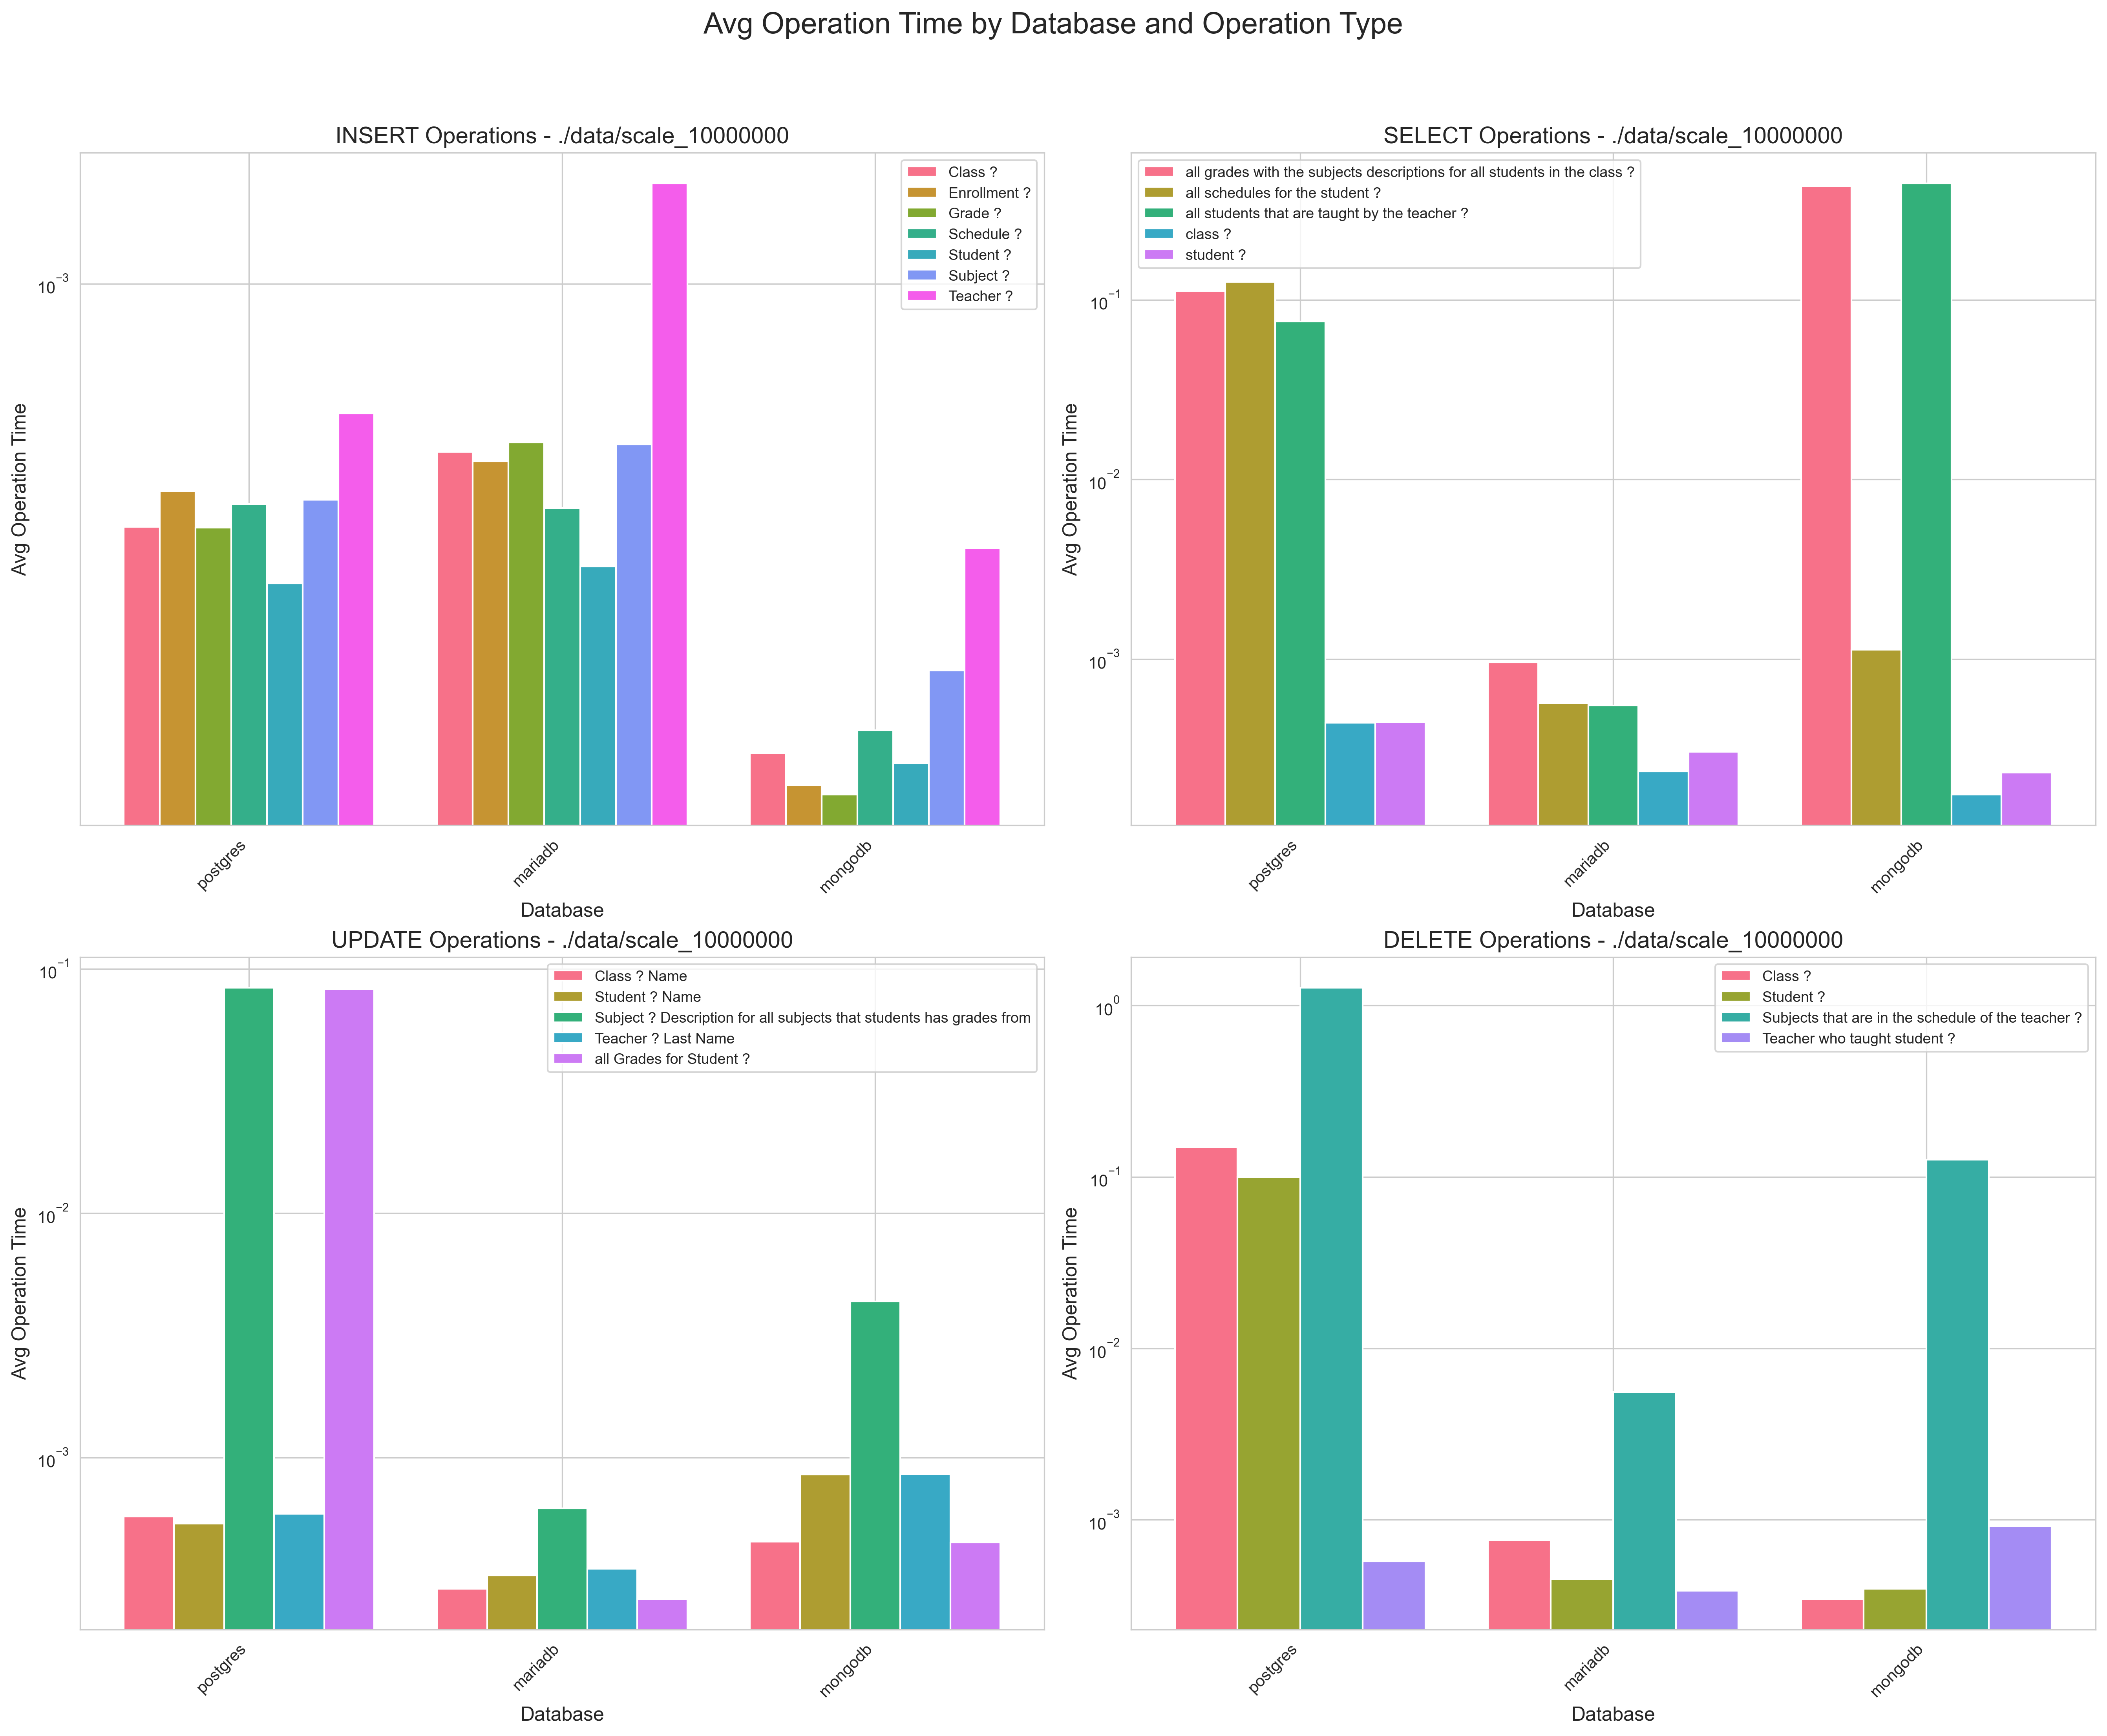 Avg Operation Time by Database and Operation Type
INSERT Operations - ./data/scale_10000000
Class ?
Enrollment ?
Grade ?
Schedule ?
Student ?
Subject ?
Teacher ?
10⁻³
Avg Operation Time
postgres
mariadb
mongodb
Database
SELECT Operations - ./data/scale_10000000
all grades with the subjects descriptions for all students in the class ?
all schedules for the student ?
all students that are taught by the teacher ?
class ?
student ?
10⁻¹
10⁻²
10⁻³
Avg Operation Time
postgres
mariadb
mongodb
Database
UPDATE Operations - ./data/scale_10000000
Class ? Name
Student ? Name
Subject ? Description for all subjects that students has grades from
Teacher ? Last Name
all Grades for Student ?
10⁻¹
10⁻²
10⁻³
Avg Operation Time
postgres
mariadb
mongodb
Database
DELETE Operations - ./data/scale_10000000
Class ?
Student ?
Subjects that are in the schedule of the teacher ?
Teacher who taught student ?
10⁰
10⁻¹
10⁻²
10⁻³
Avg Operation Time
postgres
mariadb
mongodb
Database